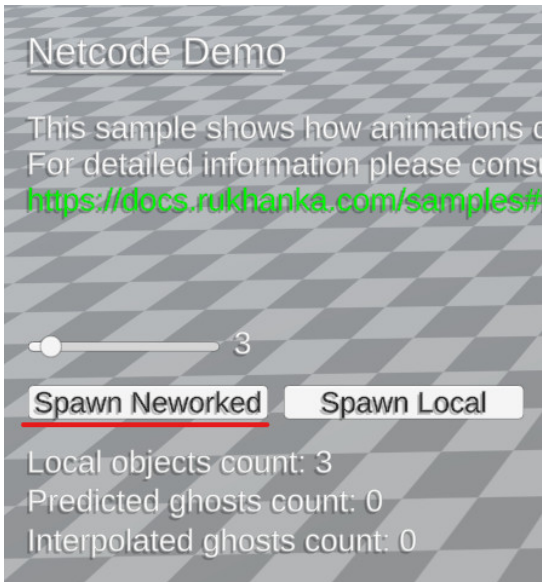 Netcode Demo
This sample shows how animations
For detailed information please
https://docs.rukhanka.com/samples#
3
Spawn Neworked Spawn Local
Local objects count: 3
Predicted ghosts count: 0
Interpolated ghosts count: 0